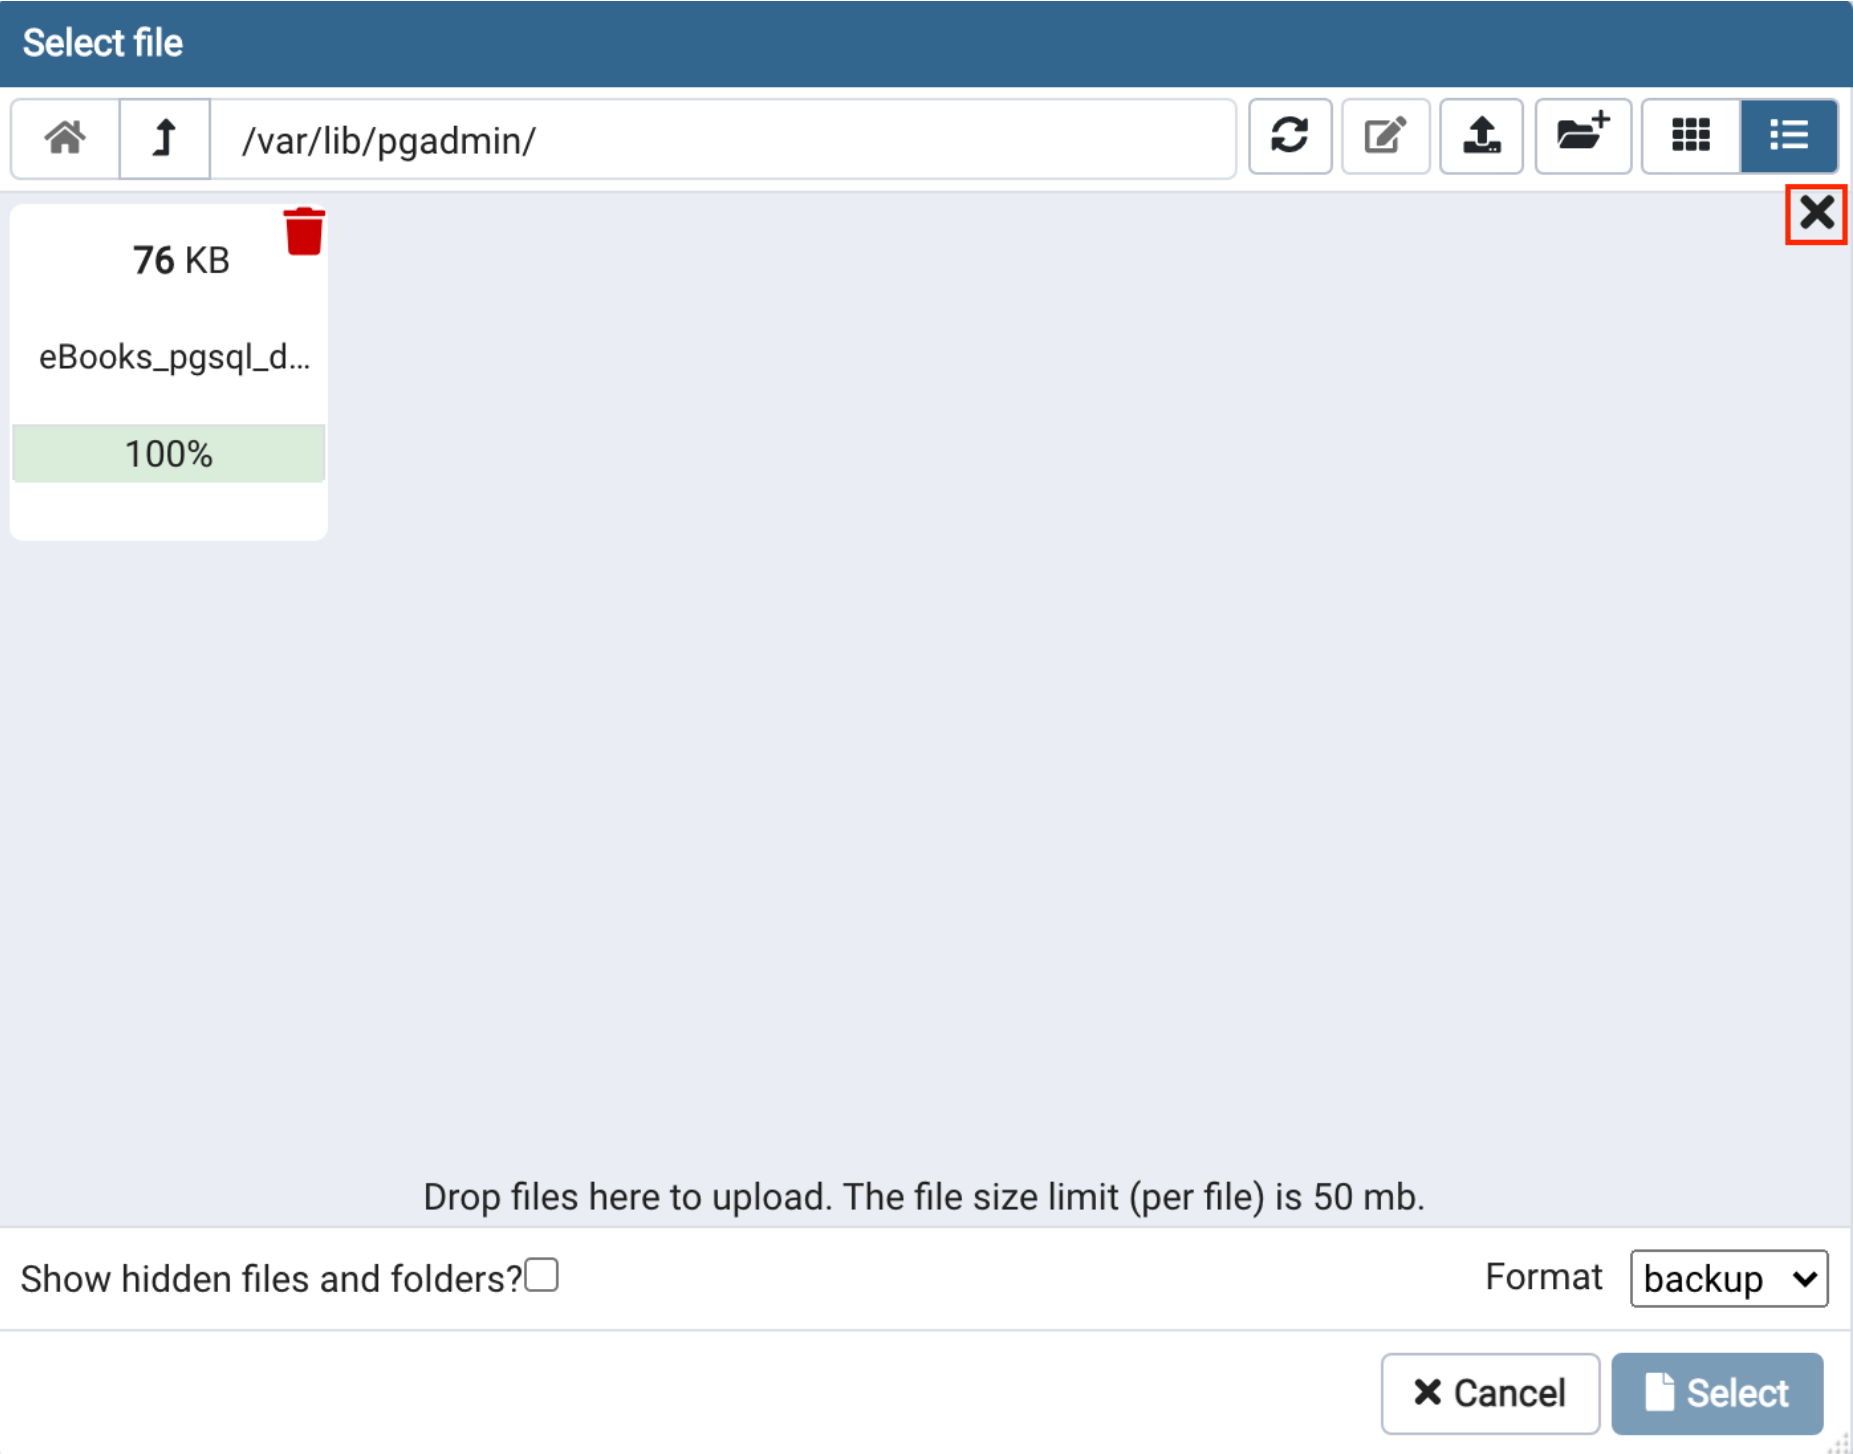 Select file
/var/lib/pgadmin/
76 KB
eBooks_pgsql_d...
100%
Drop files here to upload. The file size limit (per file) is 50 mb.
Show hidden files and folders?
Format backup
Cancel Select